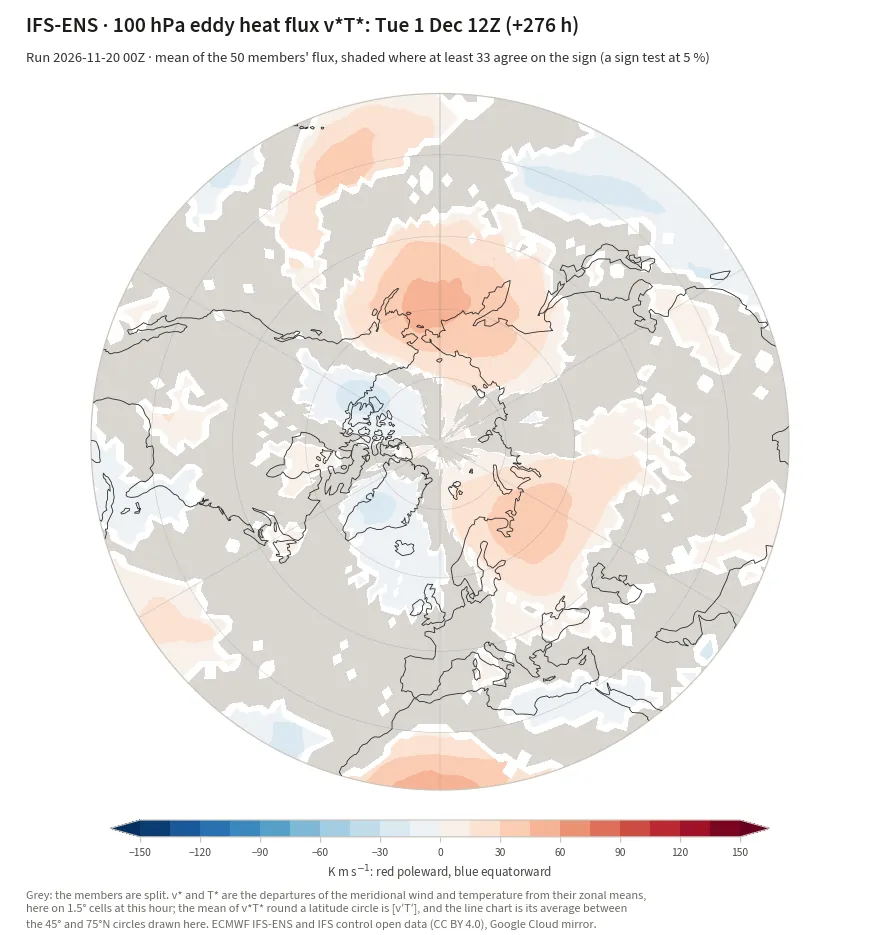 IFS-ENS · 100 hPa eddy heat flux v*T*: Tue 1 Dec 12Z (+276 h)
Run 2026-11-20 00Z · mean of the 50 members' flux, shaded where at least 33 agree on the sign (a sign test at 5 %)
−150 −120 −90 −60 −30 0 30 60 90 120 150
K m s⁻¹: red poleward, blue equatorward
Grey: the members are split. v* and T* are the departures of the meridional wind and temperature from their zonal means,
here on 1.5° cells at this hour; the mean of v*T* round a latitude circle is [v'T'], and the line chart is its average between
the 45° and 75°N circles drawn here. ECMWF IFS-ENS and IFS control open data (CC BY 4.0), Google Cloud mirror.